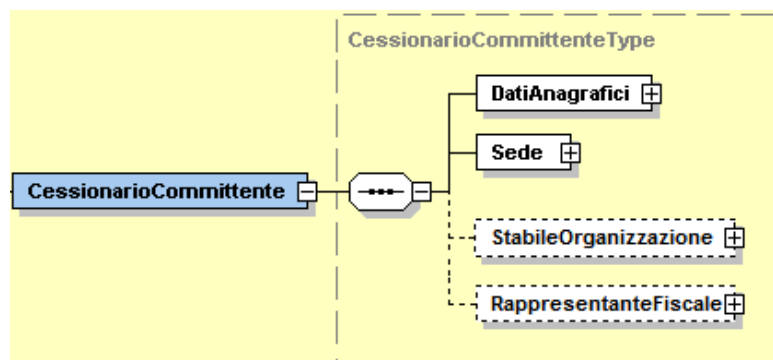 CessionarioCommittenteType
DatiAnagrafici
Sede
CessionarioCommittente
StabileOrganizzazione
RappresentanteFiscale